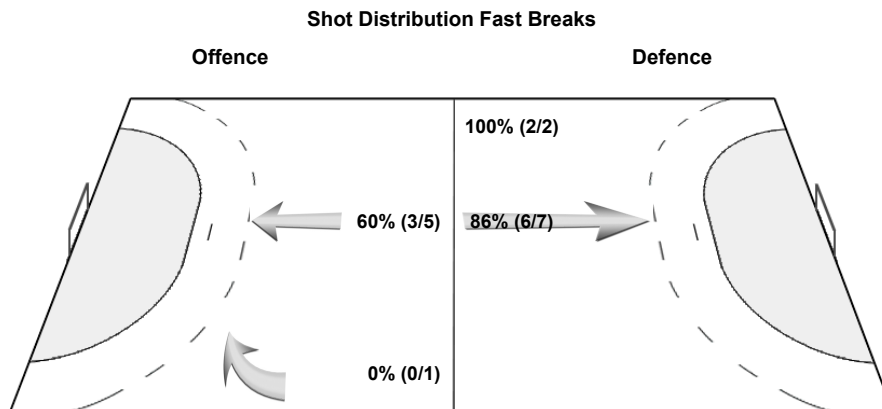 Shot Distribution Fast Breaks
Offence
Defence
100% (2/2)
60% (3/5)
86% (6/7)
0% (0/1)